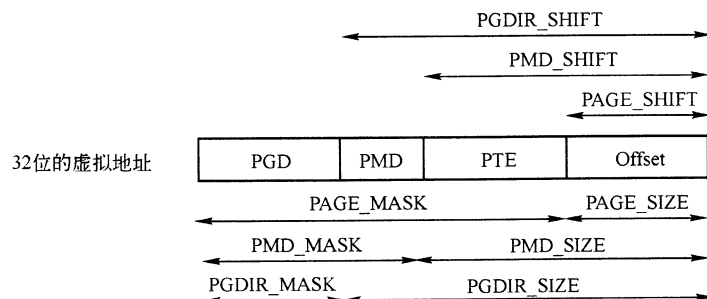 PGDIR_SHIFT
PMD_SHIFT
PAGE_SHIFT
32位的虚拟地址
PGD
PMD
PTE
Offset
PAGE_MASK
PAGE_SIZE
PMD_MASK
PMD_SIZE
PGDIR_MASK
PGDIR_SIZE